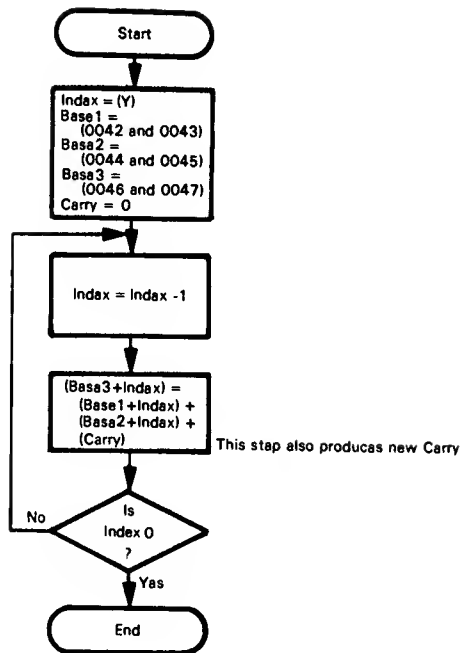 Start
Indax = (Y)
Base1 =
(0042 and 0043)
Basa2 =
(0044 and 0045)
Basa3 =
(0046 and 0047)
Carry = 0
Indax = Indax -1
(Basa3+Indax) =
(Base1+Indax) +
(Basa2+Indax) +
(Carry)
This stap also producas new Carry
Is
Index 0
?
No
Yas
End